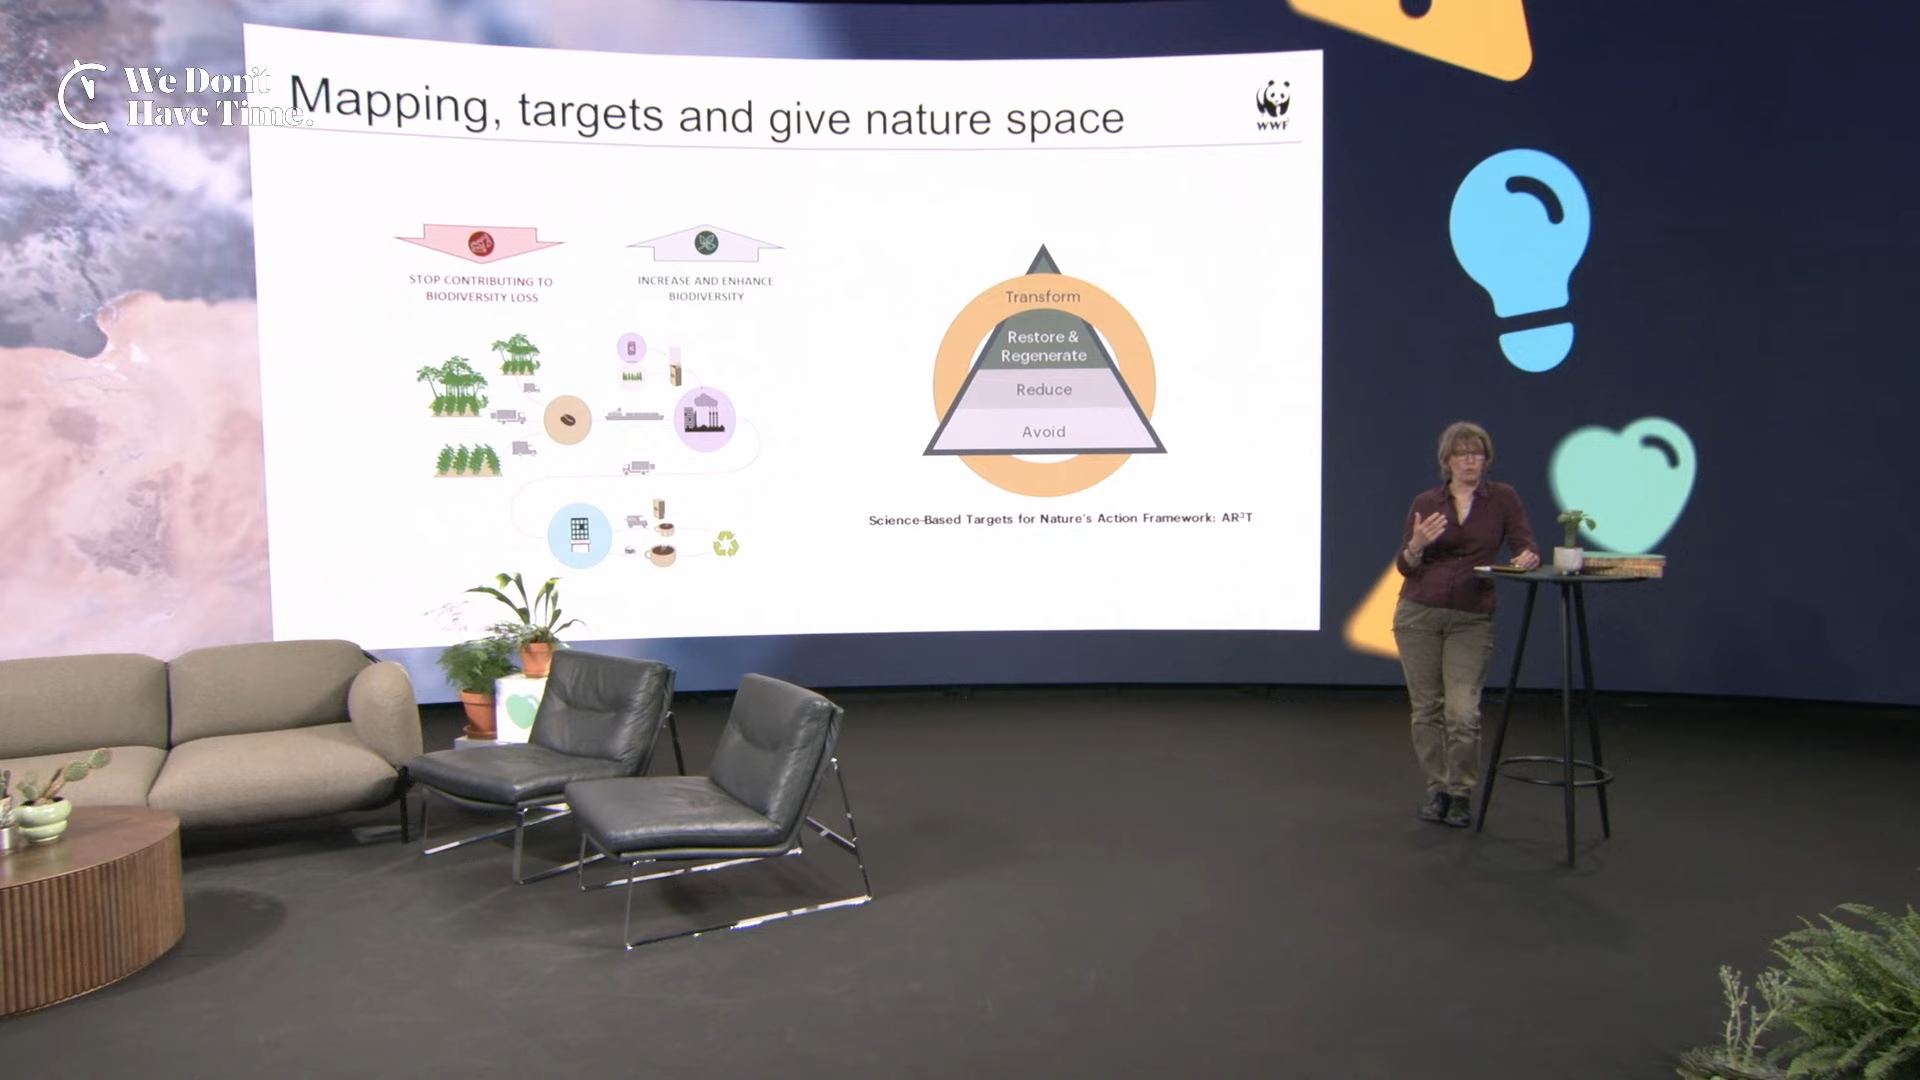 We Don't
Have Time.
Mapping, targets and give nature space
WWF
STOP CONTRIBUTING TO
BIODIVERSITY LOSS
INCREASE AND ENHANCE
BIODIVERSITY
Transform
Restore &
Regenerate
Reduce
Avoid
Science-Based Targets for Nature's Action Framework: AR³T